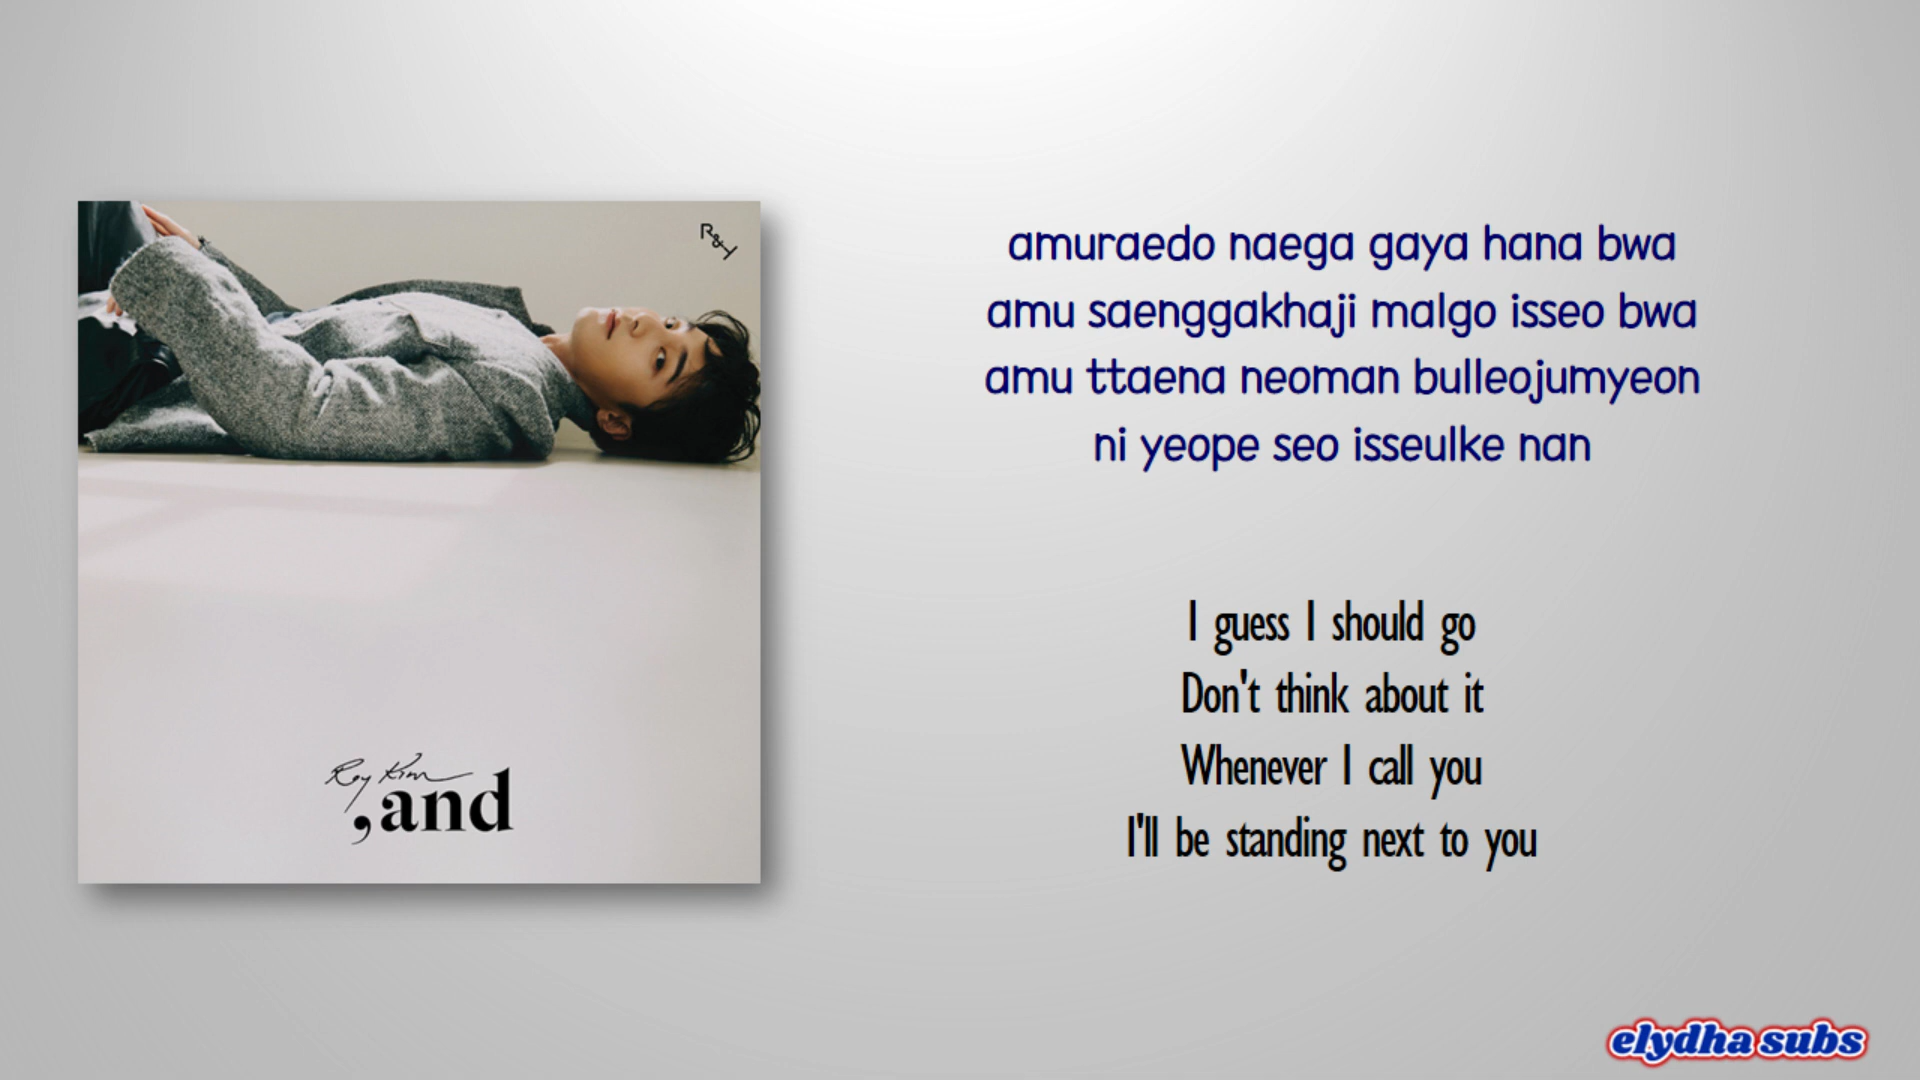 R&Y
amuraedo naega gaya hana bwa
amu saenggakhaji malgo isseo bwa
amu ttaena neoman bulleojumyeon
ni yeope seo isseulke nan
I guess I should go
Don't think about it
Whenever I call you
I'll be standing next to you
Roy Kim
,and
elydha subs